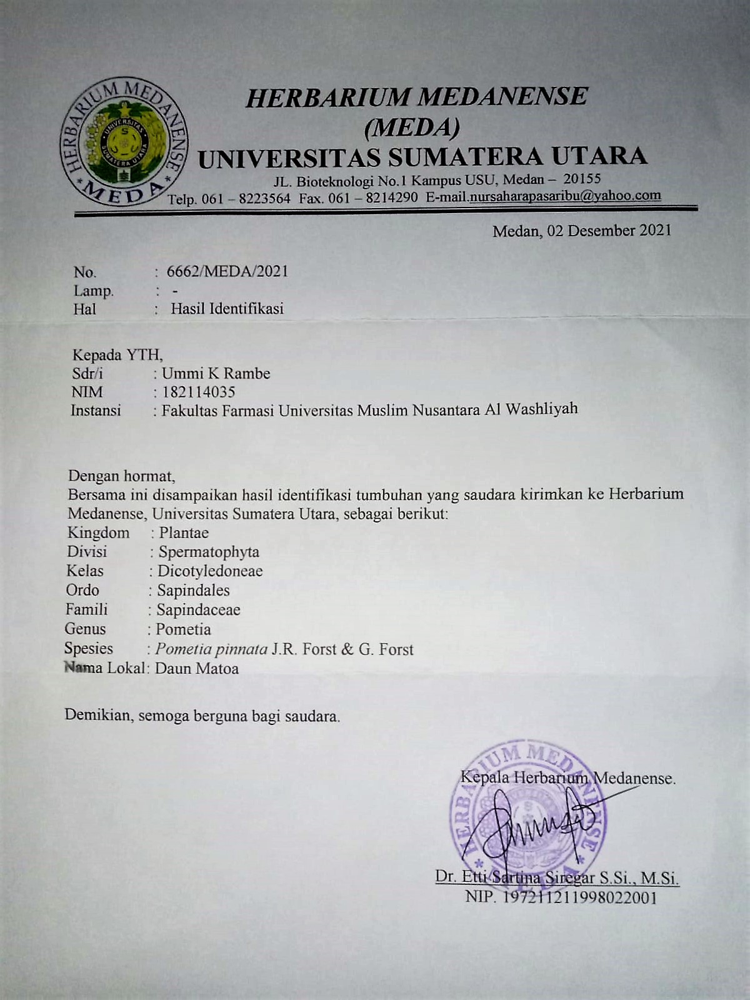 HERBARIUM MEDANENSE
MEDA
UNIVERSITAS
SUMATERA UTARA
HERBARIUM MEDANENSE
(MEDA)
UNIVERSITAS SUMATERA UTARA
JL. Bioteknologi No.1 Kampus USU, Medan – 20155
Telp. 061 – 8223564 Fax. 061 – 8214290 E-mail.nursaharapasaribu@yahoo.com
Medan, 02 Desember 2021
No. : 6662/MEDA/2021
Lamp. : -
Hal : Hasil Identifikasi
Kepada YTH,
Sdr/i : Ummi K Rambe
NIM : 182114035
Instansi : Fakultas Farmasi Universitas Muslim Nusantara Al Washliyah
Dengan hormat,
Bersama ini disampaikan hasil identifikasi tumbuhan yang saudara kirimkan ke Herbarium
Medanense, Universitas Sumatera Utara, sebagai berikut:
Kingdom : Plantae
Divisi : Spermatophyta
Kelas : Dicotyledoneae
Ordo : Sapindales
Famili : Sapindaceae
Genus : Pometia
Spesies : Pometia pinnata J.R. Forst & G. Forst
Nama Lokal: Daun Matoa
Demikian, semoga berguna bagi saudara.
HERBARIUM MEDANENSE
MEDA
Kepala Herbarium Medanense.
Dr. Etti Sartina Siregar S.Si., M.Si.
NIP. 197211211998022001